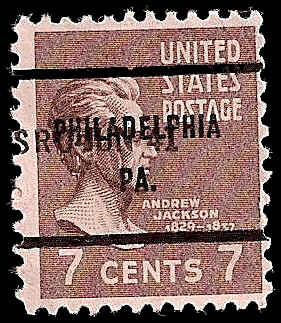 UNITED
STATES
POSTAGE
PHILADELPHIA
PA.
ANDREW
JACKSON
1829-1837
7 CENTS 7